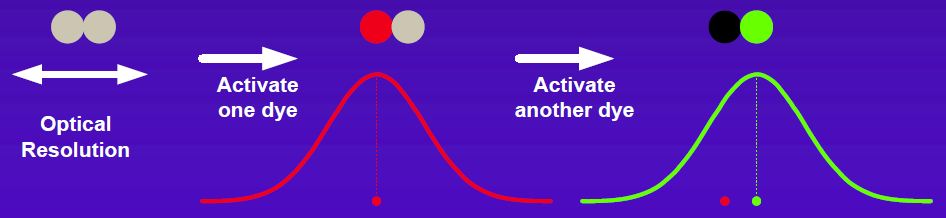 Optical
Resolution
Activate
one dye
Activate
another dye